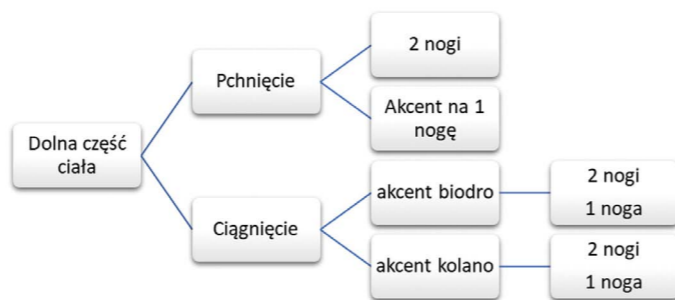 Dolna część
ciała
Pchnięcie
2 nogi
Akcent na 1
nogę
Ciągnięcie
akcent biodro
2 nogi
1 noga
akcent kolano
2 nogi
1 noga